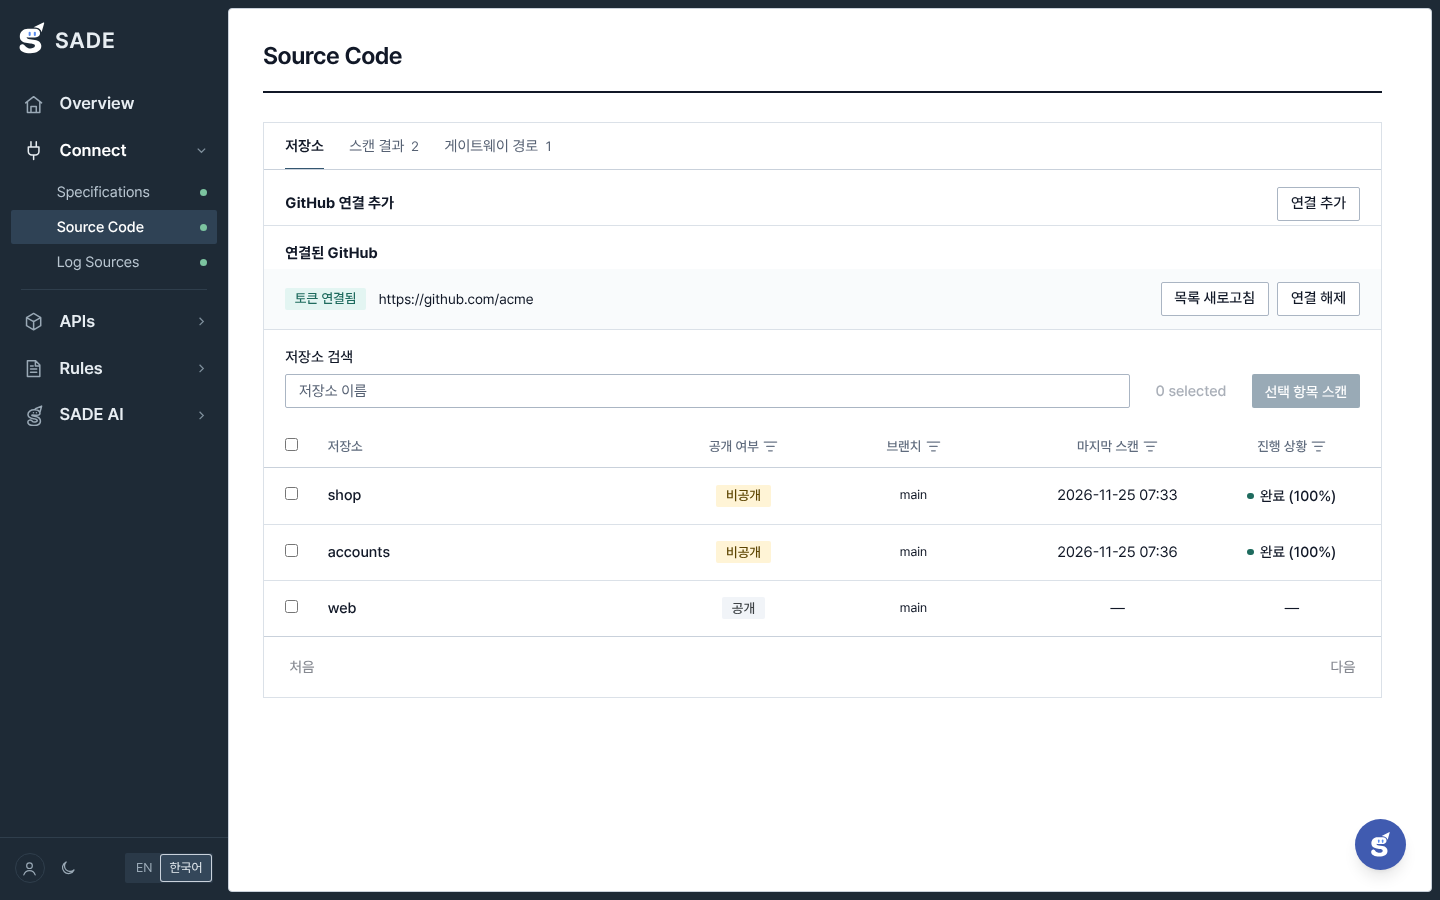 SADE
Overview
Connect
Specifications
Source Code
Log Sources
APIs
Rules
SADE AI
EN 한국어
Source Code
저장소 스캔 결과 2 게이트웨이 경로 1
GitHub 연결 추가 연결 추가
연결된 GitHub
토큰 연결됨 https://github.com/acme 목록 새로고침 연결 해제
저장소 검색
저장소 이름 0 selected 선택 항목 스캔
저장소 공개 여부 브랜치 마지막 스캔 진행 상황
shop 비공개 main 2026-11-25 07:33 완료 (100%)
accounts 비공개 main 2026-11-25 07:36 완료 (100%)
web 공개 main — —
처음 다음